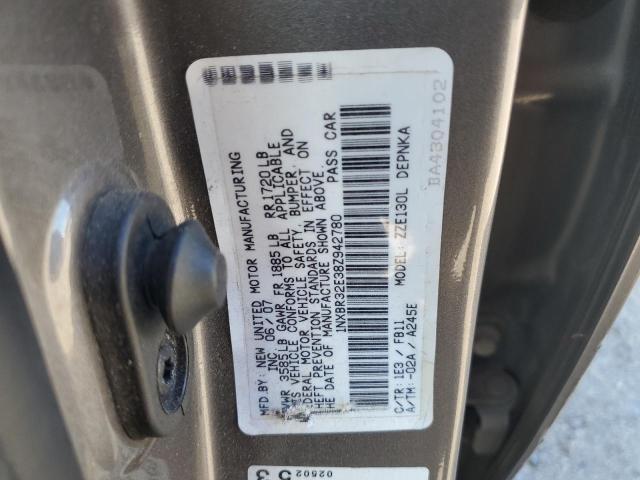 MFD BY: NEW UNITED MOTOR MANUFACTURING
INC. 06/07
GVWR 3585LB GAWR FR 1885LB RR1720LB
THIS VEHICLE CONFORMS TO ALL APPLICABLE
FEDERAL MOTOR VEHICLE SAFETY, BUMPER, AND
THEFT PREVENTION STANDARDS IN EFFECT ON
THE DATE OF MANUFACTURE SHOWN ABOVE.
1NXBR32E38Z942780 PASS CAR
MODEL: ZZE130L DEPNKA
C/TR: 1E3 / FB11
A/TM: -02A / A245E
BA4304102
02502